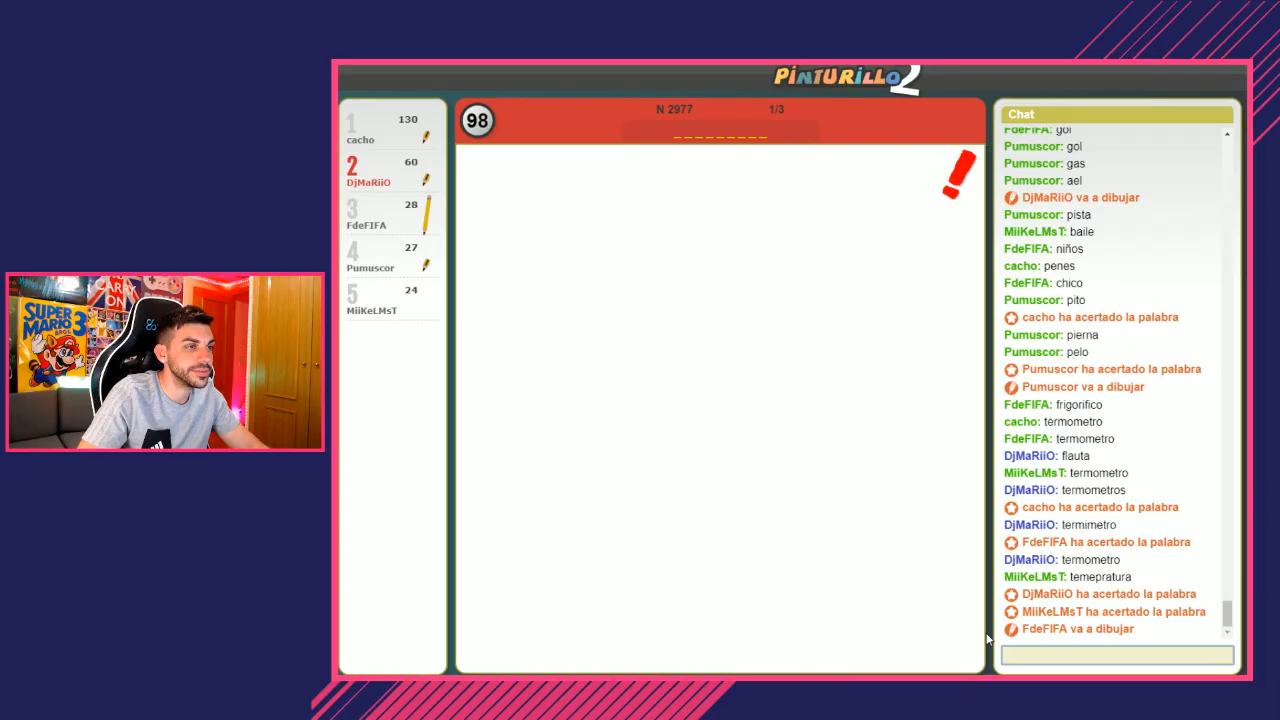 PINTURILLO 2
1 130
cacho
2 60
DjMaRiiO
3 28
FdeFIFA
4 27
Pumuscor
5 24
MiiKeLMsT
98
N 2977 1/3
_ _ _ _ _ _ _ _ _
!
Chat
FdeFIFA: gol
Pumuscor: gol
Pumuscor: gas
Pumuscor: ael
DjMaRiiO va a dibujar
Pumuscor: pista
MiiKeLMsT: baile
FdeFIFA: niños
cacho: penes
FdeFIFA: chico
Pumuscor: pito
cacho ha acertado la palabra
Pumuscor: pierna
Pumuscor: pelo
Pumuscor ha acertado la palabra
Pumuscor va a dibujar
FdeFIFA: frigorifico
cacho: termometro
FdeFIFA: termometro
DjMaRiiO: flauta
MiiKeLMsT: termometro
DjMaRiiO: termometros
cacho ha acertado la palabra
DjMaRiiO: termimetro
FdeFIFA ha acertado la palabra
DjMaRiiO: termometro
MiiKeLMsT: temepratura
DjMaRiiO ha acertado la palabra
MiiKeLMsT ha acertado la palabra
FdeFIFA va a dibujar
CARRY
ON
SUPER
MARIO 3
BROS.